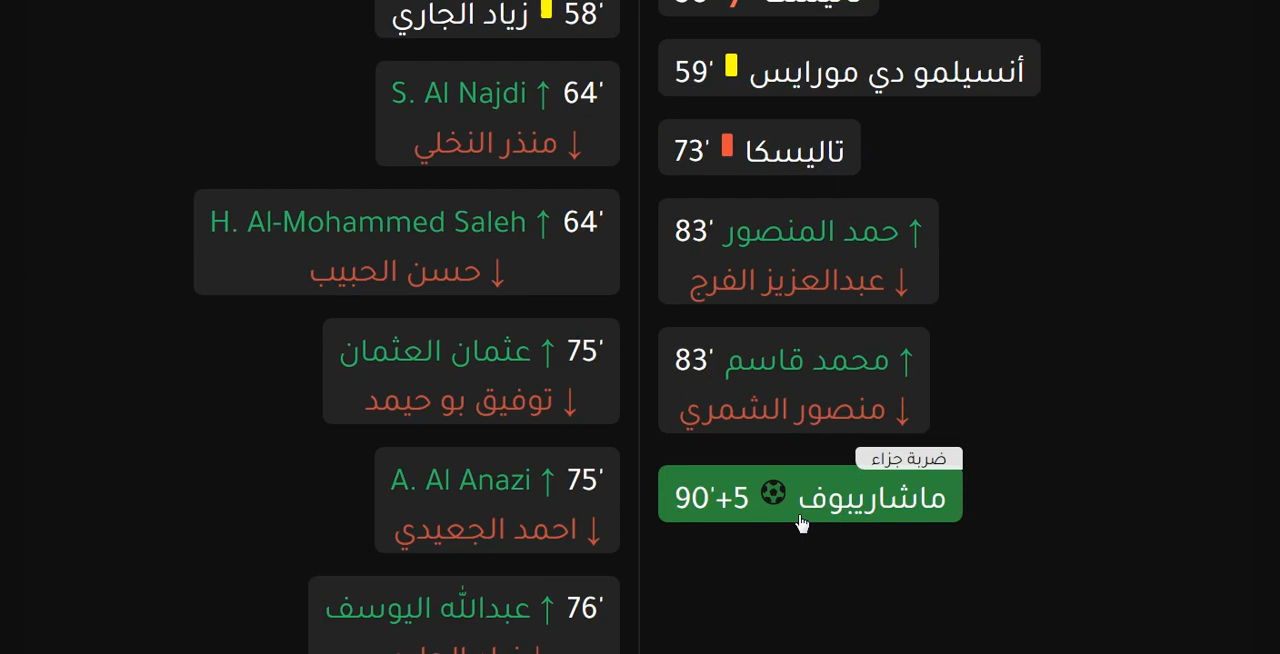 59' أنسيلمو دي مورايس
73' تاليسكا
83' حمد المنصور ↑
عبدالعزيز الفرج ↓
83' محمد قاسم ↑
منصور الشمري ↓
ضربة جزاء
90'+5 ماشاريبوف
58' زياد الجاري
64' ↑ S. Al Najdi
↓ منذر النخلي
64' ↑ H. Al-Mohammed Saleh
↓ حسن الحبيب
75' ↑ عثمان العثمان
↓ توفيق بو حيمد
75' ↑ A. Al Anazi
↓ احمد الجعيدي
76' ↑ عبدالله اليوسف